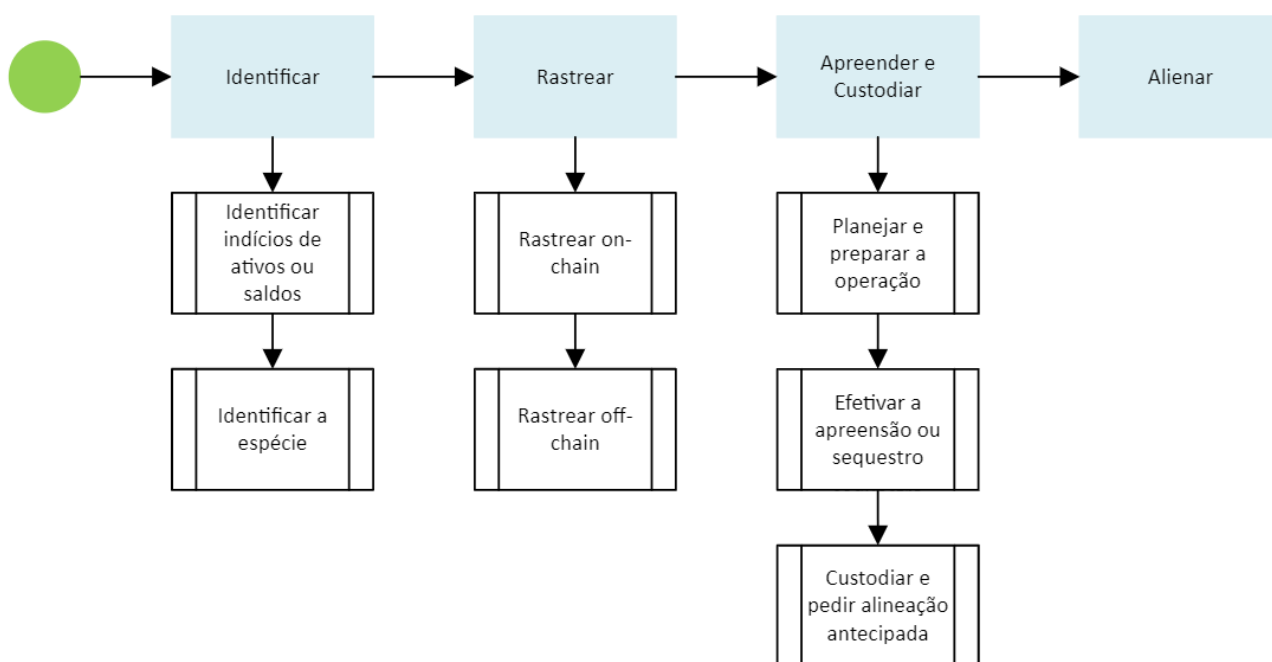 Identificar
Rastrear
Apreender e
Custodiar
Alienar
Identificar
indícios de
ativos ou
saldos
Rastrear on-
chain
Planejar e
preparar a
operação
Identificar a
espécie
Rastrear off-
chain
Efetivar a
apreensão ou
sequestro
Custodiar e
pedir alineação
antecipada